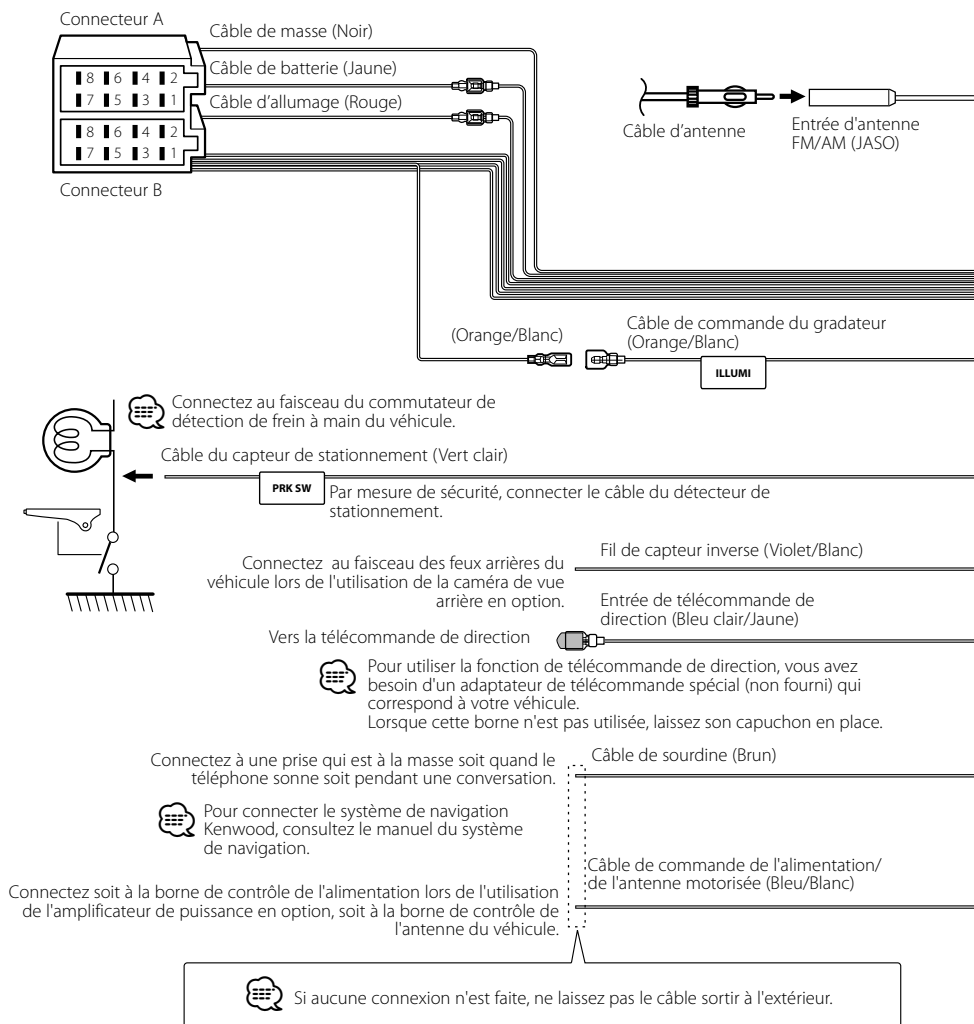 Connecteur A
Câble de masse (Noir)
Câble de batterie (Jaune)
Câble d'allumage (Rouge)
8 6 4 2
7 5 3 1
8 6 4 2
7 5 3 1
Connecteur B
Câble d'antenne
Entrée d'antenne
FM/AM (JASO)
(Orange/Blanc)
Câble de commande du gradateur
(Orange/Blanc)
ILLUMI
Connectez au faisceau du commutateur de
détection de frein à main du véhicule.
Câble du capteur de stationnement (Vert clair)
PRK SW
Par mesure de sécurité, connecter le câble du détecteur de
stationnement.
Connectez  au faisceau des feux arrières du
véhicule lors de l'utilisation de la caméra de vue
arrière en option.
Fil de capteur inverse (Violet/Blanc)
Entrée de télécommande de
direction (Bleu clair/Jaune)
Vers la télécommande de direction
Pour utiliser la fonction de télécommande de direction, vous avez
besoin d'un adaptateur de télécommande spécial (non fourni) qui
correspond à votre véhicule.
Lorsque cette borne n'est pas utilisée, laissez son capuchon en place.
Connectez à une prise qui est à la masse soit quand le
téléphone sonne soit pendant une conversation.
Câble de sourdine (Brun)
Pour connecter le système de navigation
Kenwood, consultez le manuel du système
de navigation.
Câble de commande de l'alimentation/
de l'antenne motorisée (Bleu/Blanc)
Connectez soit à la borne de contrôle de l'alimentation lors de l'utilisation
de l'amplificateur de puissance en option, soit à la borne de contrôle de
l'antenne du véhicule.
Si aucune connexion n'est faite, ne laissez pas le câble sortir à l'extérieur.